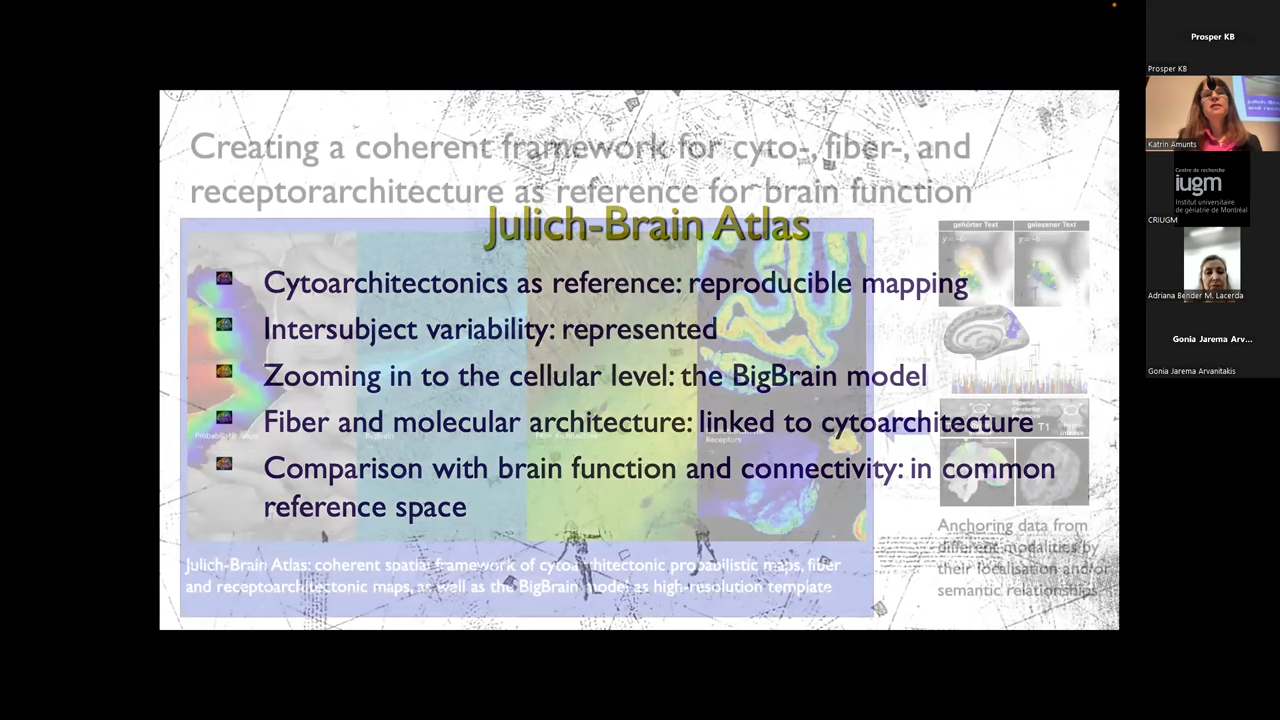 Creating a coherent framework for cyto-, fiber-, and
receptorarchitecture as reference for brain function
Julich-Brain Atlas
Cytoarchitectonics as reference: reproducible mapping
Intersubject variability: represented
Zooming in to the cellular level: the BigBrain model
Fiber and molecular architecture: linked to cytoarchitecture
Comparison with brain function and connectivity: in common
reference space
gehörter Text
gelesener Text
Probabilistic maps
BigBrain
Receptors
T1
Julich-Brain Atlas: coherent spatial framework of cytoarchitectonic probabilistic maps, fiber
and receptoarchitectonic maps, as well as the BigBrain model as high-resolution template
Anchoring data from
different modalities by
their localisation and/or
semantic relationships
Prosper KB
Prosper KB
Katrin Amunts
Centre de recherche
iugm
Institut universitaire
de gériatrie de Montréal
CRIUGM
Adriana Bender M. Lacerda
Gonia Jarema Arv...
Gonia Jarema Arvanitakis